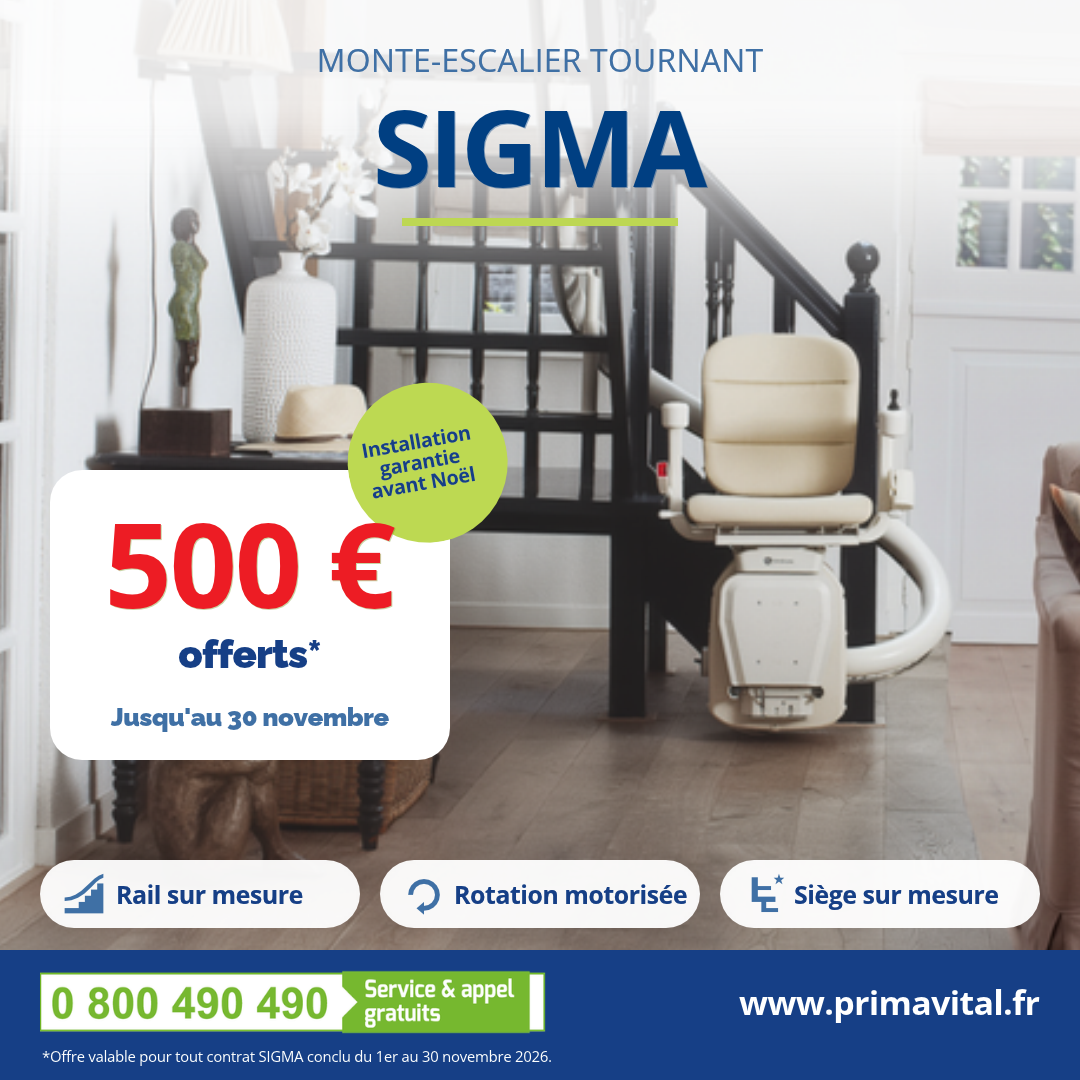 MONTE-ESCALIER TOURNANT
SIGMA
Installation
garantie
avant Noël
500 €
offerts*
Jusqu'au 30 novembre
Rail sur mesure
Rotation motorisée
Siège sur mesure
0 800 490 490
Service & appel
gratuits
www.primavital.fr
*Offre valable pour tout contrat SIGMA conclu du 1er au 30 novembre 2026.